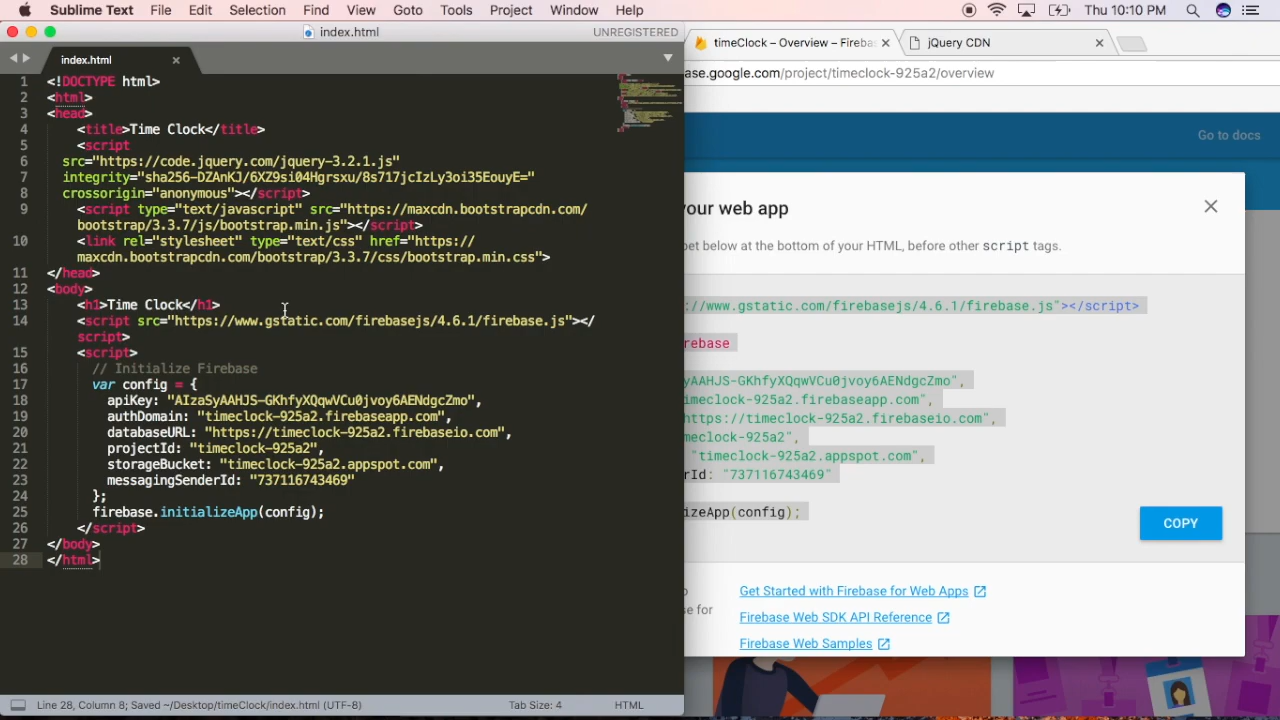 Sublime Text File Edit Selection Find View Goto Tools Project Window Help Thu 10:10 PM
index.html UNREGISTERED
index.html
1 <!DOCTYPE html>
2 <html>
3 <head>
4 <title>Time Clock</title>
5 <script
6 src="https://code.jquery.com/jquery-3.2.1.js"
7 integrity="sha256-DZAnKJ/6XZ9si04Hgrsxu/8s717jcIzLy3oi35EouyE="
8 crossorigin="anonymous"></script>
9 <script type="text/javascript" src="https://maxcdn.bootstrapcdn.com/
bootstrap/3.3.7/js/bootstrap.min.js"></script>
10 <link rel="stylesheet" type="text/css" href="https://
maxcdn.bootstrapcdn.com/bootstrap/3.3.7/css/bootstrap.min.css">
11 </head>
12 <body>
13 <h1>Time Clock</h1>
14 <script src="https://www.gstatic.com/firebasejs/4.6.1/firebase.js"></
script>
15 <script>
16 // Initialize Firebase
17 var config = {
18 apiKey: "AIzaSyAAHJS-GKhfyXQqwVCu0jvoy6AENdgcZmo",
19 authDomain: "timeclock-925a2.firebaseapp.com",
20 databaseURL: "https://timeclock-925a2.firebaseio.com",
21 projectId: "timeclock-925a2",
22 storageBucket: "timeclock-925a2.appspot.com",
23 messagingSenderId: "737116743469"
24 };
25 firebase.initializeApp(config);
26 </script>
27 </body>
28 </html>
Line 28, Column 8; Saved ~/Desktop/timeClock/index.html (UTF-8) Tab Size: 4 HTML
timeClock – Overview – Fireba jQuery CDN
ase.google.com/project/timeclock-925a2/overview
Go to docs
your web app
pet below at the bottom of your HTML, before other script tags.
://www.gstatic.com/firebasejs/4.6.1/firebase.js"></script>
rebase
yAAHJS-GKhfyXQqwVCu0jvoy6AENdgcZmo",
timeclock-925a2.firebaseapp.com",
https://timeclock-925a2.firebaseio.com",
meclock-925a2",
"timeclock-925a2.appspot.com",
rId: "737116743469"
izeApp(config);
COPY
o Get Started with Firebase for Web Apps
se for Firebase Web SDK API Reference
Firebase Web Samples